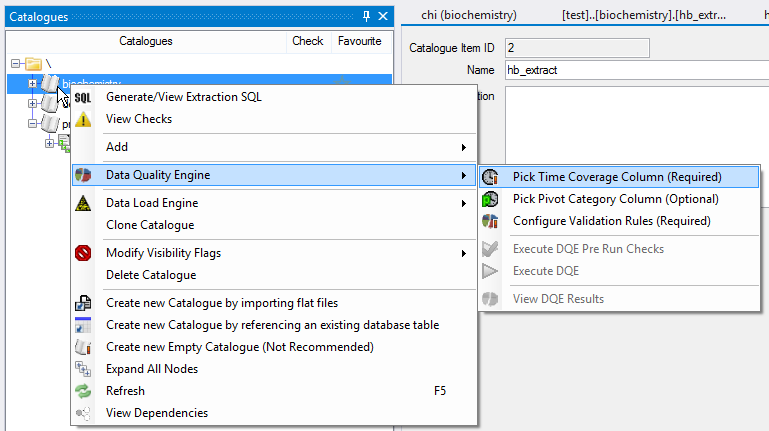 Catalogues
chi (biochemistry)
[test]..[biochemistry].[hb_extr...
Catalogues Check Favourite
Catalogue Item ID 2
\
Name hb_extract
biochemistry
SQL Generate/View Extraction SQL
View Checks
Add
Data Quality Engine
Data Load Engine
Clone Catalogue
Modify Visibility Flags
Delete Catalogue
Create new Catalogue by importing flat files
Create new Catalogue by referencing an existing database table
Create new Empty Catalogue (Not Recommended)
Expand All Nodes
Refresh F5
View Dependencies
Pick Time Coverage Column (Required)
Pick Pivot Category Column (Optional)
Configure Validation Rules (Required)
Execute DQE Pre Run Checks
Execute DQE
View DQE Results